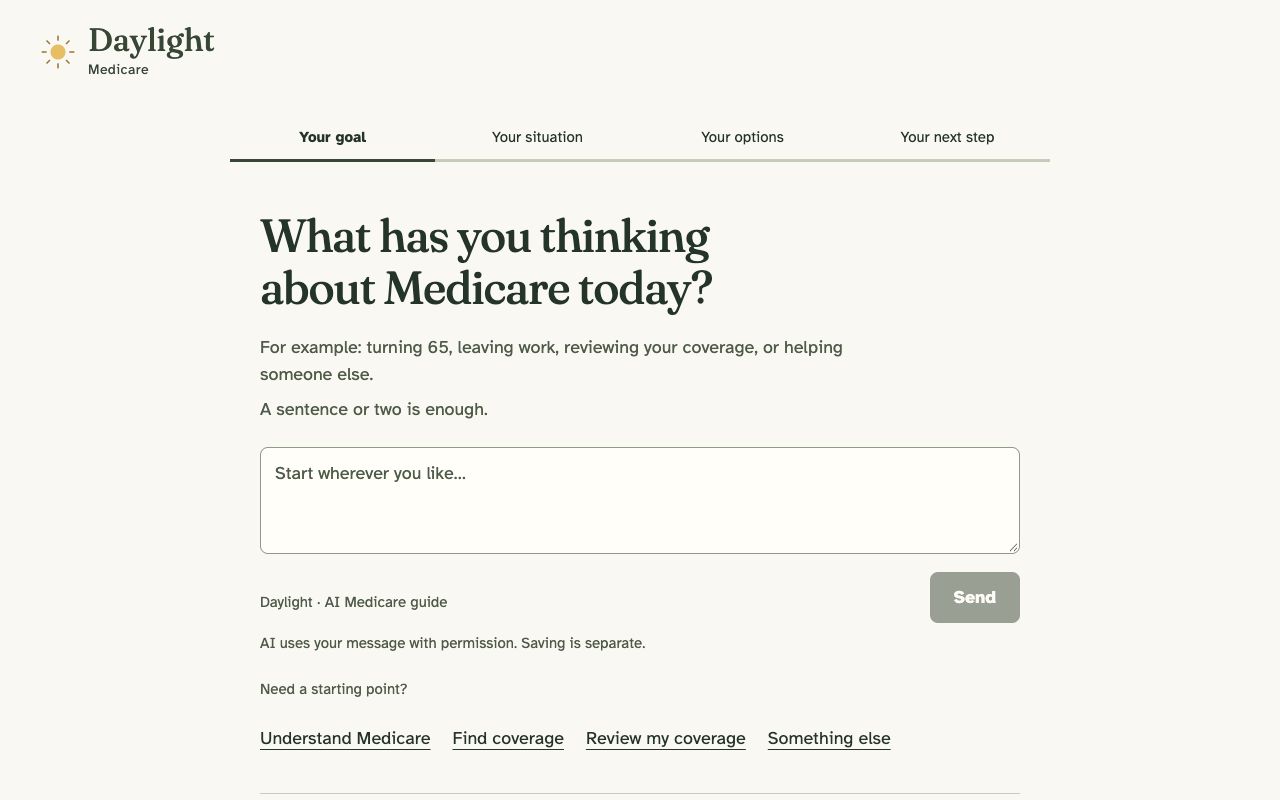 Daylight
Medicare
Your goal
Your situation
Your options
Your next step
What has you thinking
about Medicare today?
For example: turning 65, leaving work, reviewing your coverage, or helping
someone else.
A sentence or two is enough.
Start wherever you like...
Send
Daylight · AI Medicare guide
AI uses your message with permission. Saving is separate.
Need a starting point?
Understand Medicare
Find coverage
Review my coverage
Something else